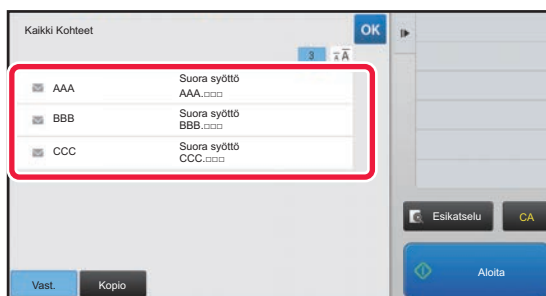 Kaikki Kohteet
OK
3 A Ā
AAA
Suora syöttö
AAA.□□□
BBB
Suora syöttö
BBB.□□□
CCC
Suora syöttö
CCC.□□□
Esikatselu
CA
Vast.
Kopio
Aloita